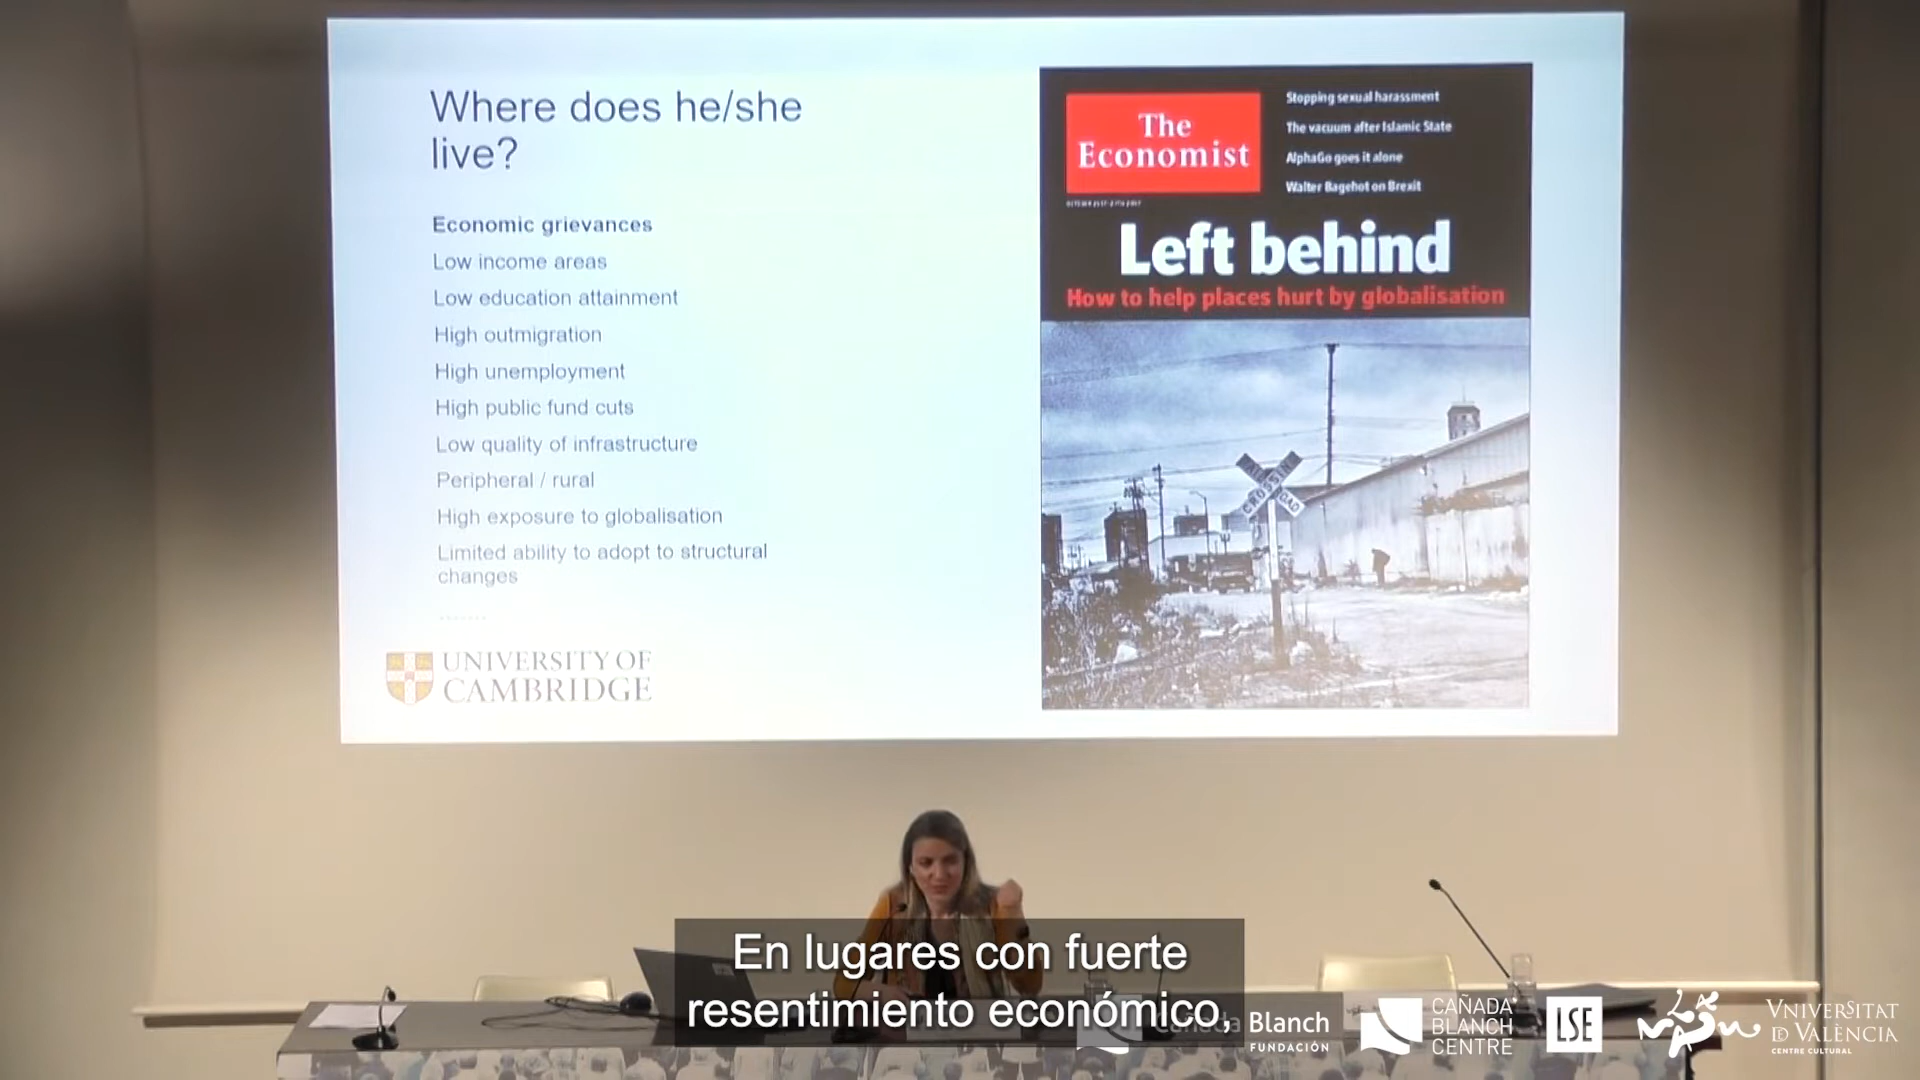 Where does he/she
live?
Economic grievances
Low income areas
Low education attainment
High outmigration
High unemployment
High public fund cuts
Low quality of infrastructure
Peripheral / rural
High exposure to globalisation
Limited ability to adopt to structural
changes
.......
UNIVERSITY OF
CAMBRIDGE
The
Economist
Stopping sexual harassment
The vacuum after Islamic State
AlphaGo goes it alone
Walter Bagehot on Brexit
Left behind
How to help places hurt by globalisation
CROSSING
ROAD
En lugares con fuerte
resentimiento económico,
Cañada
Blanch
FUNDACIÓN
CAÑADA
BLANCH
CENTRE
LSE
VNIVERSITAT
DE VALÈNCIA
CENTRE CULTURAL